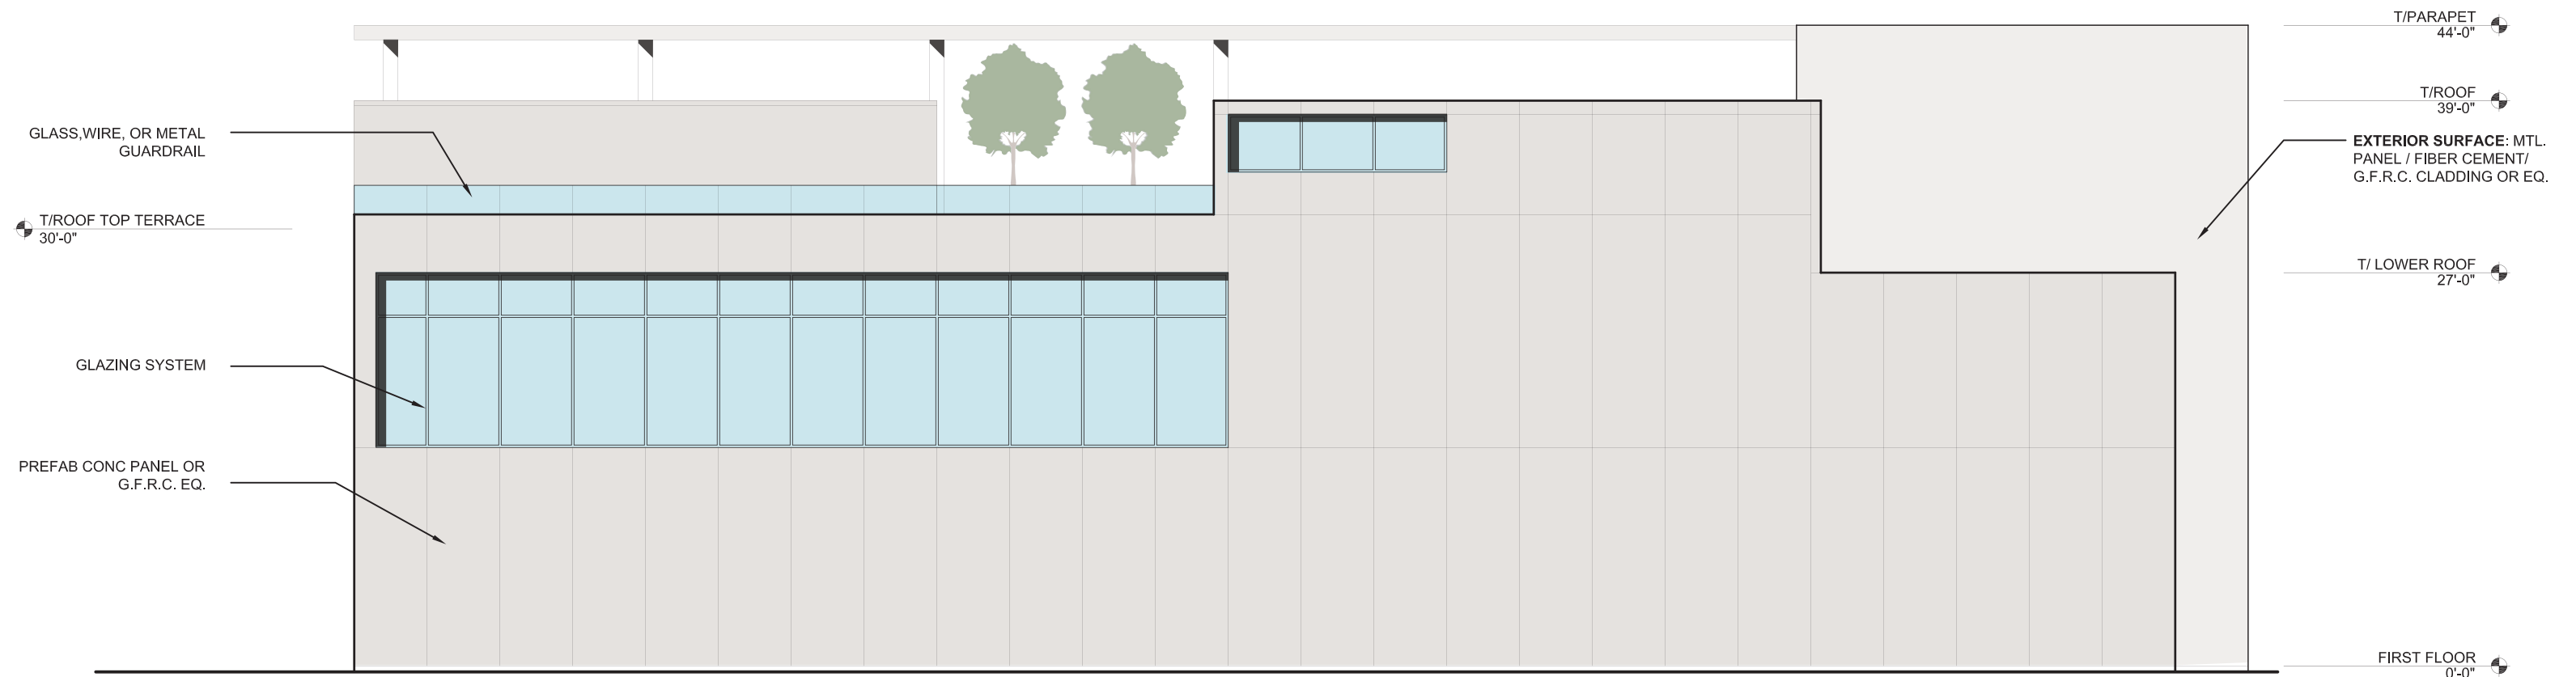 T/PARAPET
44'-0"
T/ROOF
39'-0"
GLASS,WIRE, OR METAL
GUARDRAIL
EXTERIOR SURFACE: MTL.
PANEL / FIBER CEMENT/
G.F.R.C. CLADDING OR EQ.
T/ROOF TOP TERRACE
30'-0"
T/ LOWER ROOF
27'-0"
GLAZING SYSTEM
PREFAB CONC PANEL OR
G.F.R.C. EQ.
FIRST FLOOR
0'-0"